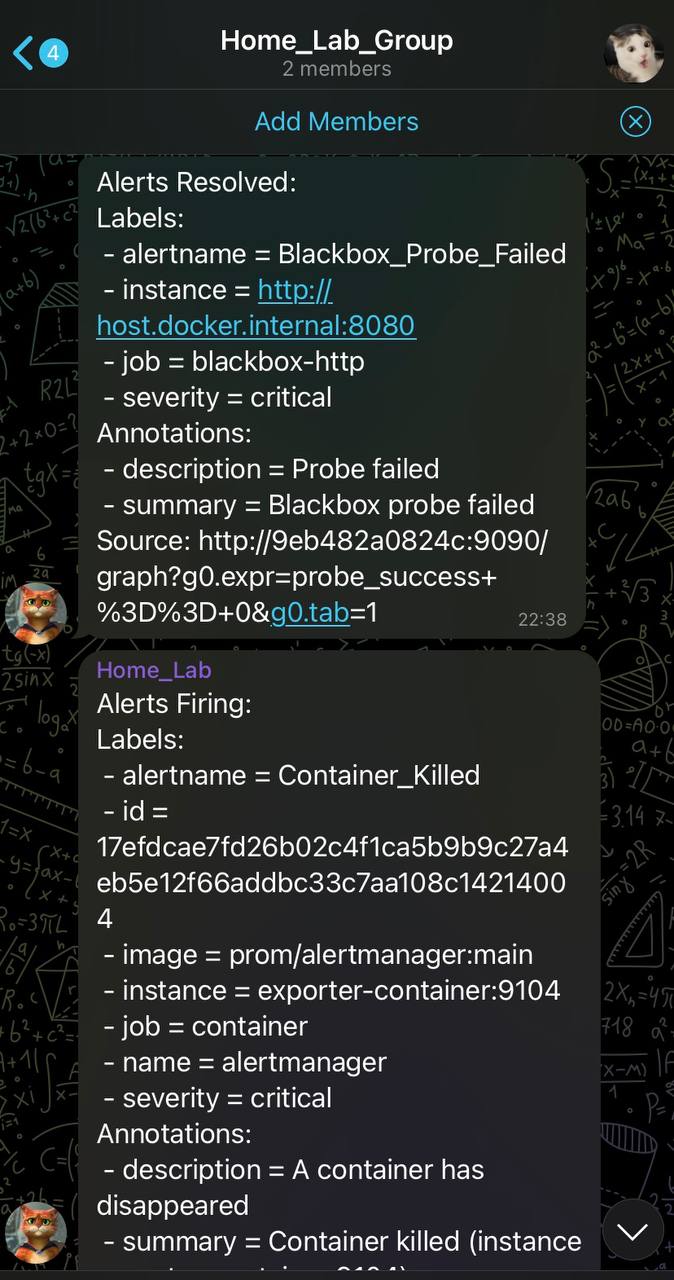 4
Home_Lab_Group
2 members
Add Members
Alerts Resolved:
Labels:
- alertname = Blackbox_Probe_Failed
- instance = http://
host.docker.internal:8080
- job = blackbox-http
- severity = critical
Annotations:
- description = Probe failed
- summary = Blackbox probe failed
Source: http://9eb482a0824c:9090/
graph?g0.expr=probe_success+
%3D%3D+0&g0.tab=1
22:38
Home_Lab
Alerts Firing:
Labels:
- alertname = Container_Killed
- id =
17efdcae7fd26b02c4f1ca5b9b9c27a4
eb5e12f66addbc33c7aa108c1421400
4
- image = prom/alertmanager:main
- instance = exporter-container:9104
- job = container
- name = alertmanager
- severity = critical
Annotations:
- description = A container has
disappeared
- summary = Container killed (instance